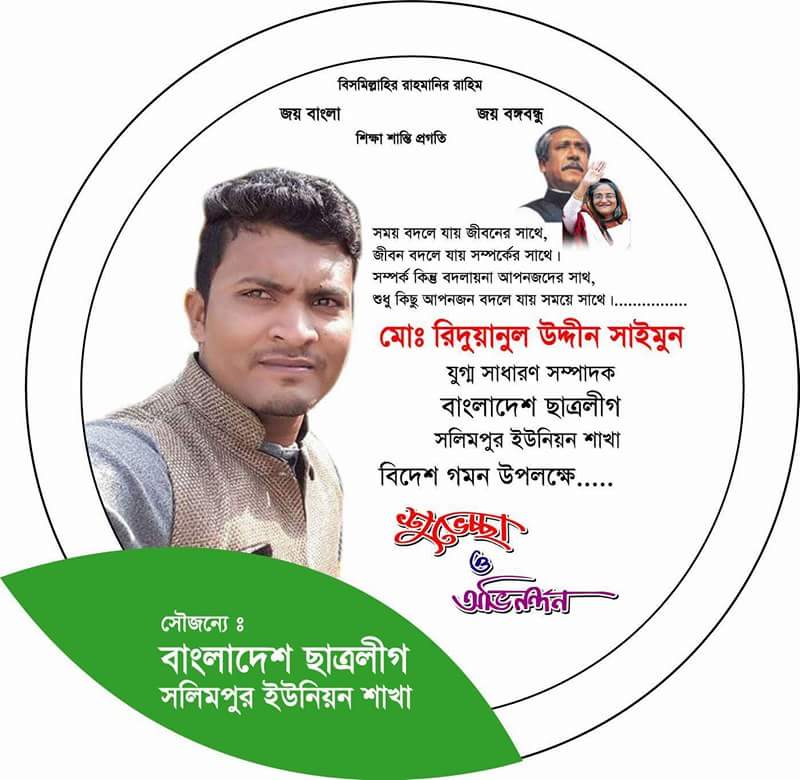 বিসমিল্লাহির রাহমানির রাহিম
জয় বাংলা
জয় বঙ্গবন্ধু
শিক্ষা শান্তি প্রগতি
সময় বদলে যায় জীবনের সাথে,
জীবন বদলে যায় সম্পর্কের সাথে।
সম্পর্ক কিন্তু বদলায়না আপনজদের সাথ,
শুধু কিছু আপনজন বদলে যায় সময়ে সাথে।................
মোঃ রিদুয়ানুল উদ্দীন সাইমুন
যুগ্ম সাধারণ সম্পাদক
বাংলাদেশ ছাত্রলীগ
সলিমপুর ইউনিয়ন শাখা
বিদেশ গমন উপলক্ষে.....
শুভেচ্ছা
ও
অভিনন্দন
সৌজন্যে ঃ
বাংলাদেশ ছাত্রলীগ
সলিমপুর ইউনিয়ন শাখা